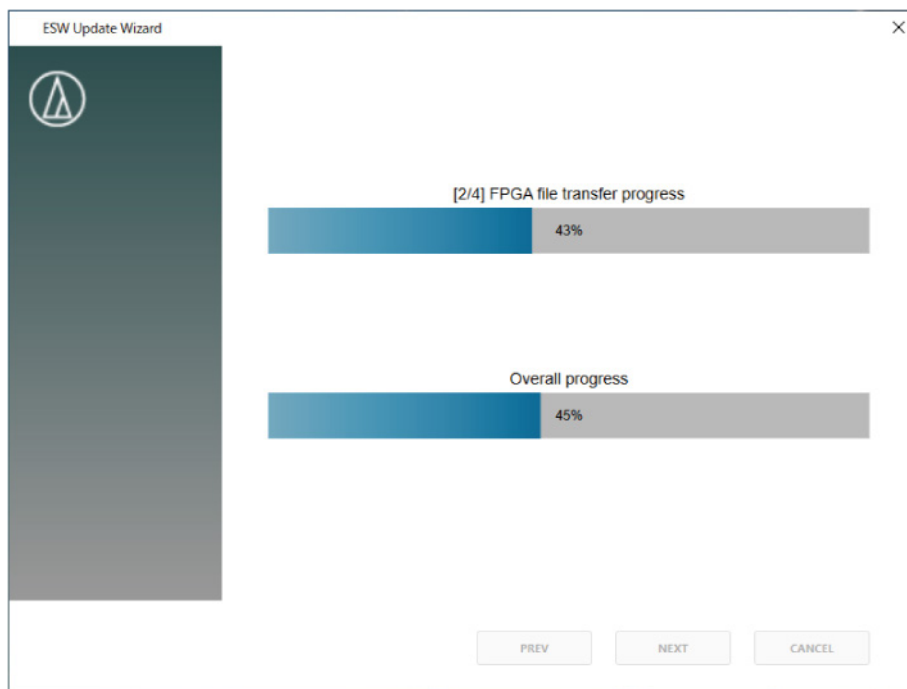 ESW Update Wizard
[2/4] FPGA file transfer progress
43%
Overall progress
45%
PREV
NEXT
CANCEL